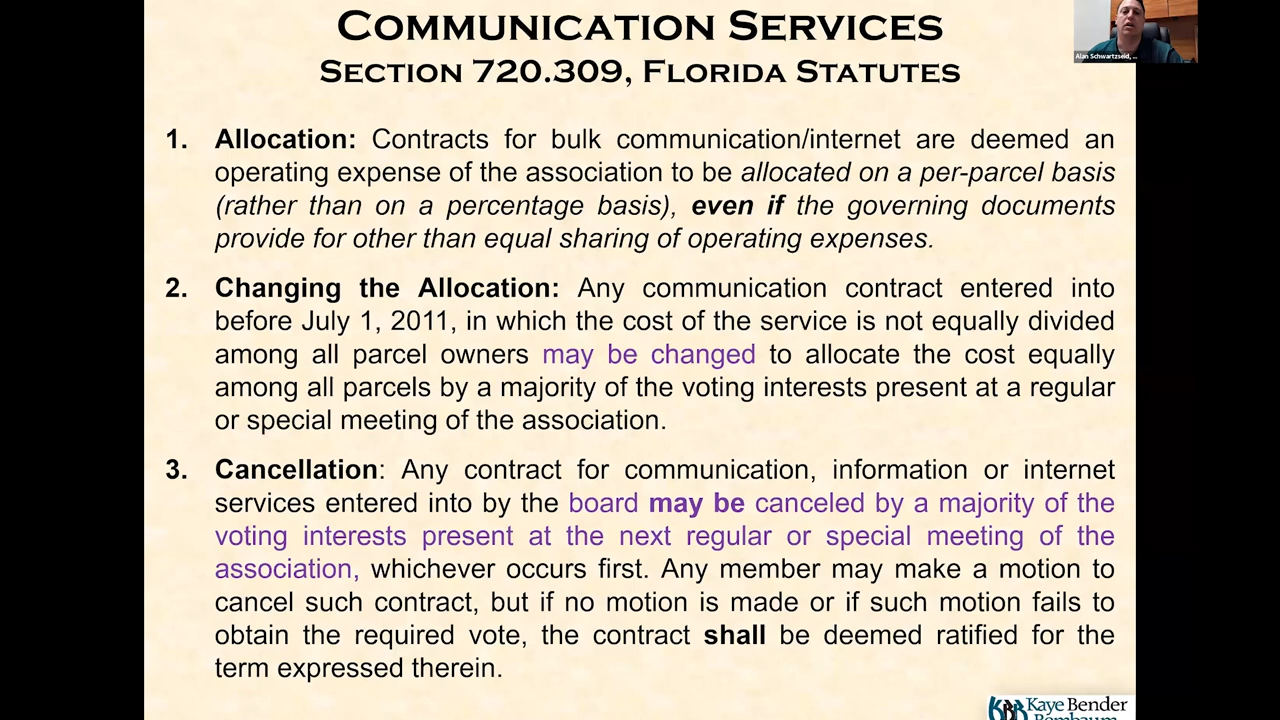 COMMUNICATION SERVICES
SECTION 720.309, FLORIDA STATUTES
Alan Schwartzseid, ...
1. Allocation: Contracts for bulk communication/internet are deemed an
operating expense of the association to be allocated on a per-parcel basis
(rather than on a percentage basis), even if the governing documents
provide for other than equal sharing of operating expenses.
2. Changing the Allocation: Any communication contract entered into
before July 1, 2011, in which the cost of the service is not equally divided
among all parcel owners may be changed to allocate the cost equally
among all parcels by a majority of the voting interests present at a regular
or special meeting of the association.
3. Cancellation: Any contract for communication, information or internet
services entered into by the board may be canceled by a majority of the
voting interests present at the next regular or special meeting of the
association, whichever occurs first. Any member may make a motion to
cancel such contract, but if no motion is made or if such motion fails to
obtain the required vote, the contract shall be deemed ratified for the
term expressed therein.
KBR Kaye Bender
Rembaum